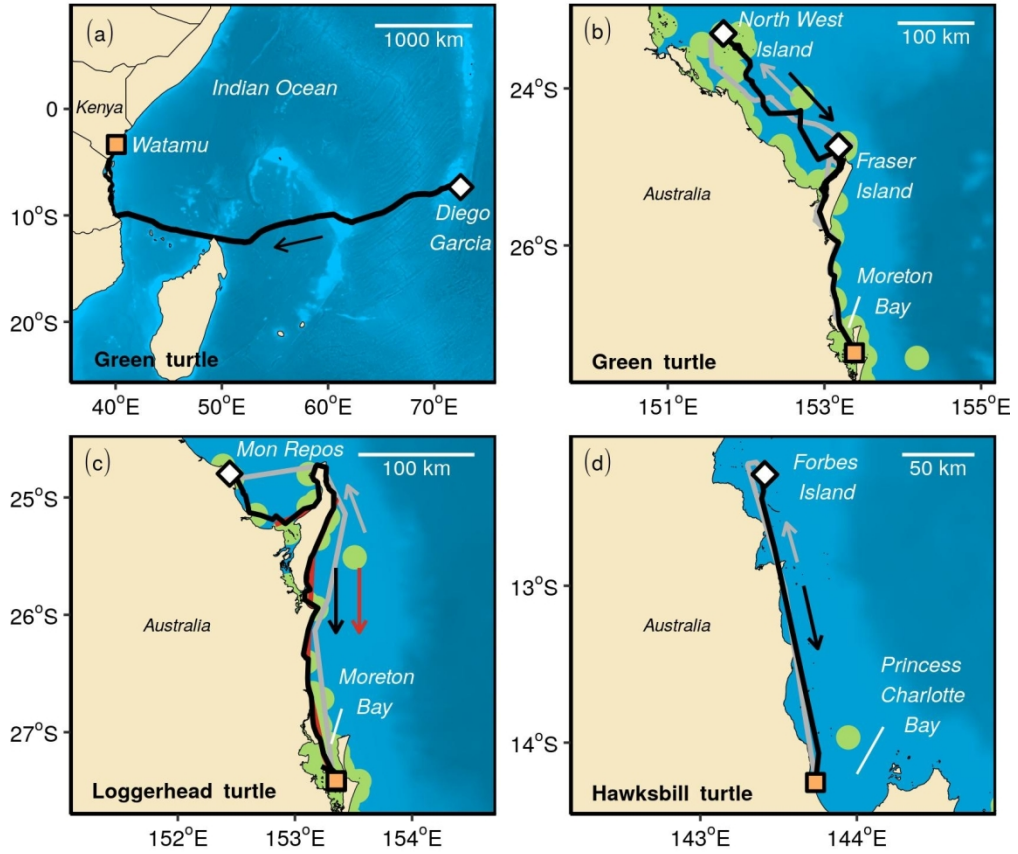 (a)
1000 km
Indian Ocean
Kenya
Watamu
Diego
Garcia
Green turtle
0
10°S
20°S
40°E
50°E
60°E
70°E
(b)
North West
Island
100 km
Fraser
Island
Australia
Moreton
Bay
Green turtle
24°S
26°S
151°E
153°E
155°E
(c)
Mon Repos
100 km
Australia
Moreton
Bay
Loggerhead turtle
25°S
26°S
27°S
152°E
153°E
154°E
(d)
Forbes
Island
50 km
Australia
Princess
Charlotte
Bay
Hawksbill turtle
13°S
14°S
143°E
144°E